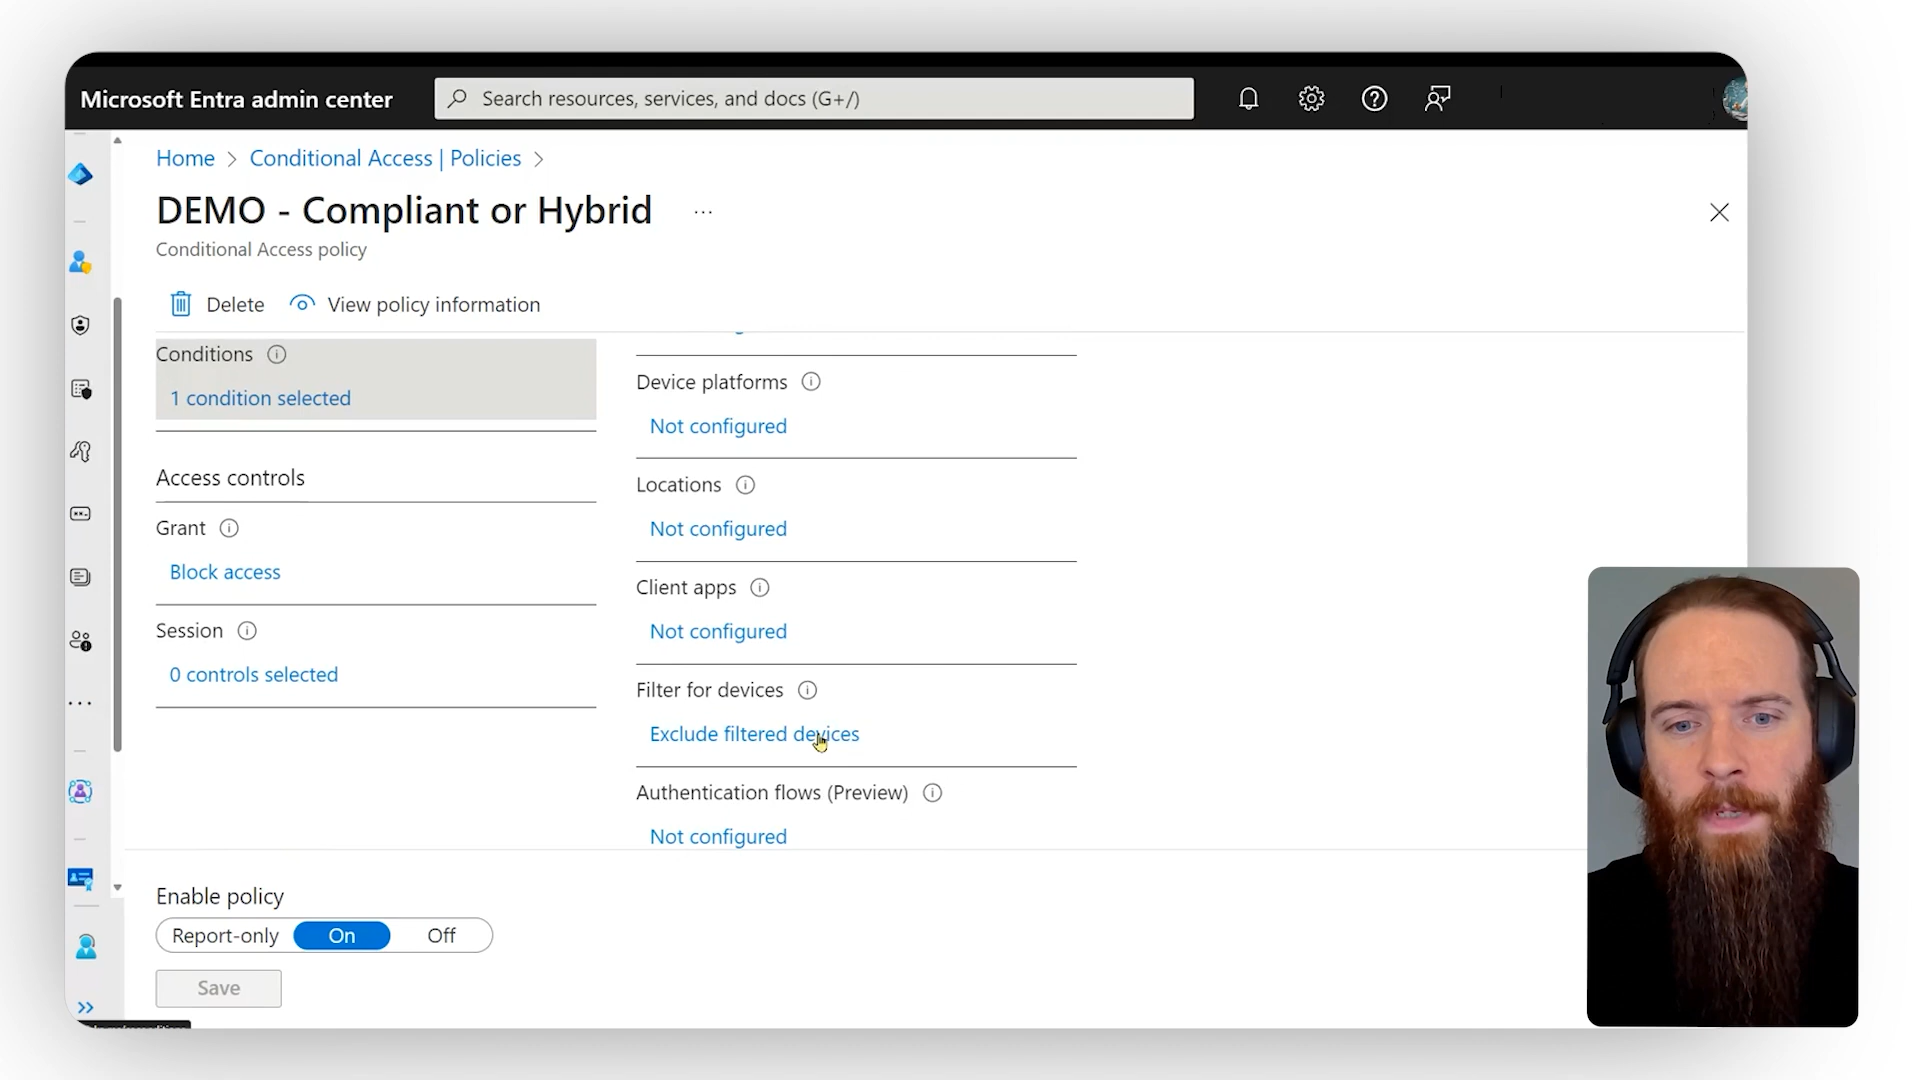 Microsoft Entra admin center
Search resources, services, and docs (G+/)
Home > Conditional Access | Policies >
DEMO - Compliant or Hybrid ...
Conditional Access policy
Delete
View policy information
Conditions
1 condition selected
Access controls
Grant
Block access
Session
0 controls selected
Device platforms
Not configured
Locations
Not configured
Client apps
Not configured
Filter for devices
Exclude filtered devices
Authentication flows (Preview)
Not configured
Enable policy
Report-only On Off
Save